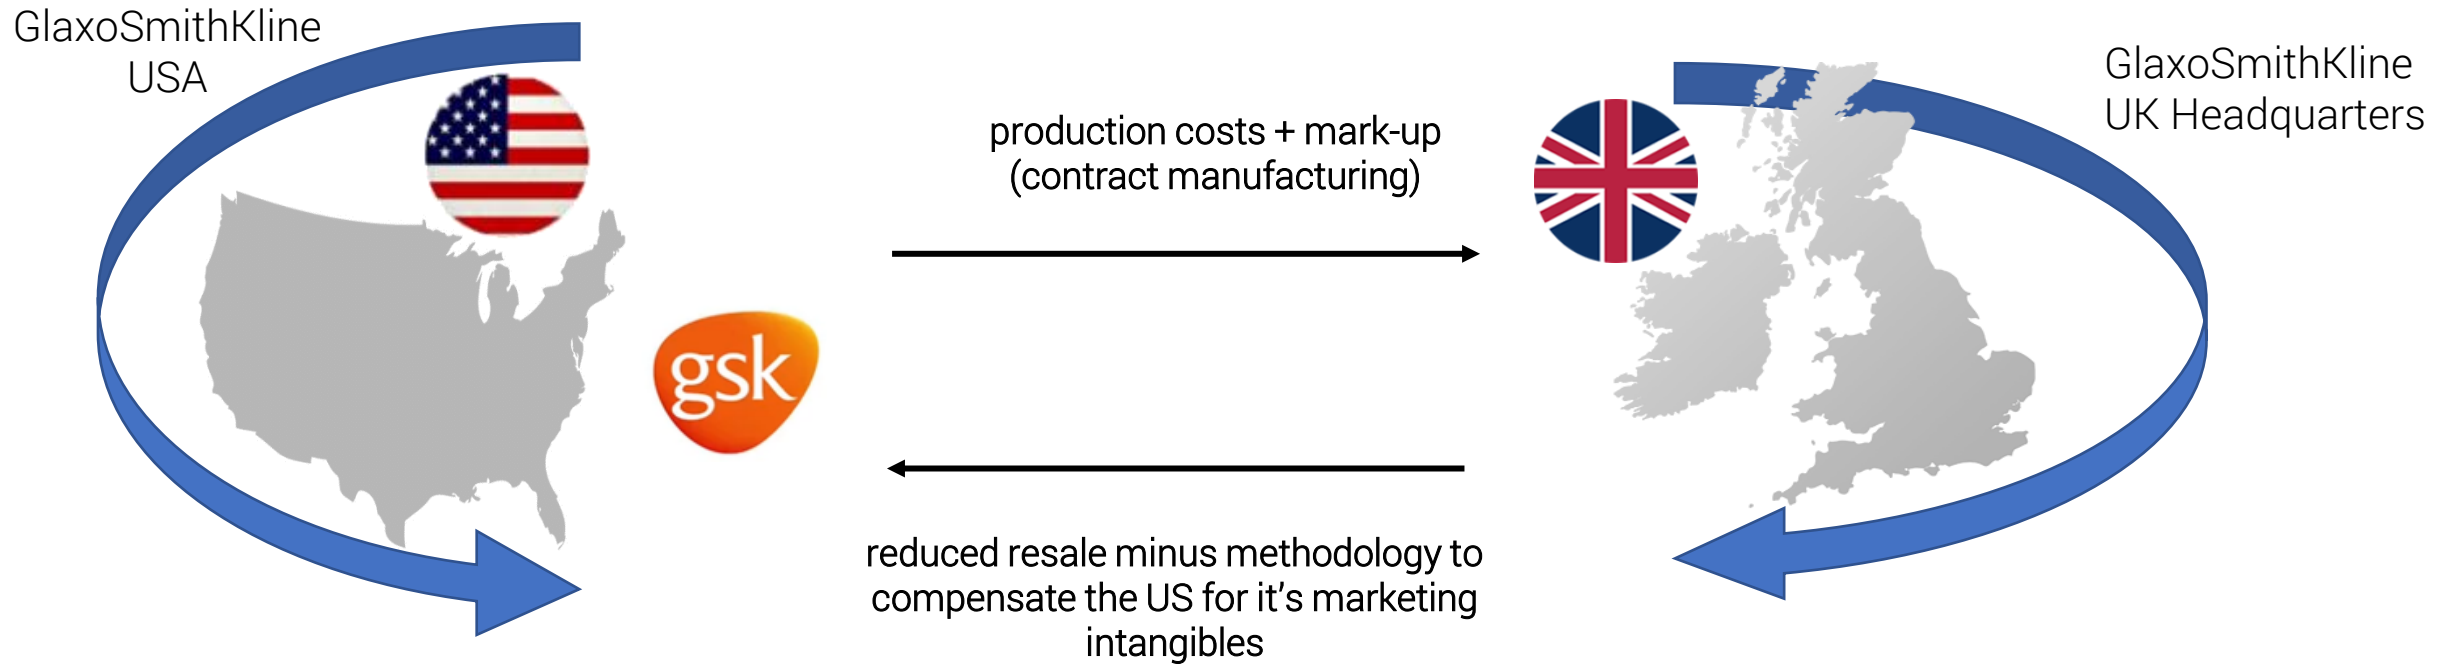 GlaxoSmithKline
USA
GlaxoSmithKline
UK Headquarters
production costs + mark-up
(contract manufacturing)
gsk
reduced resale minus methodology to
compensate the US for it's marketing
intangibles